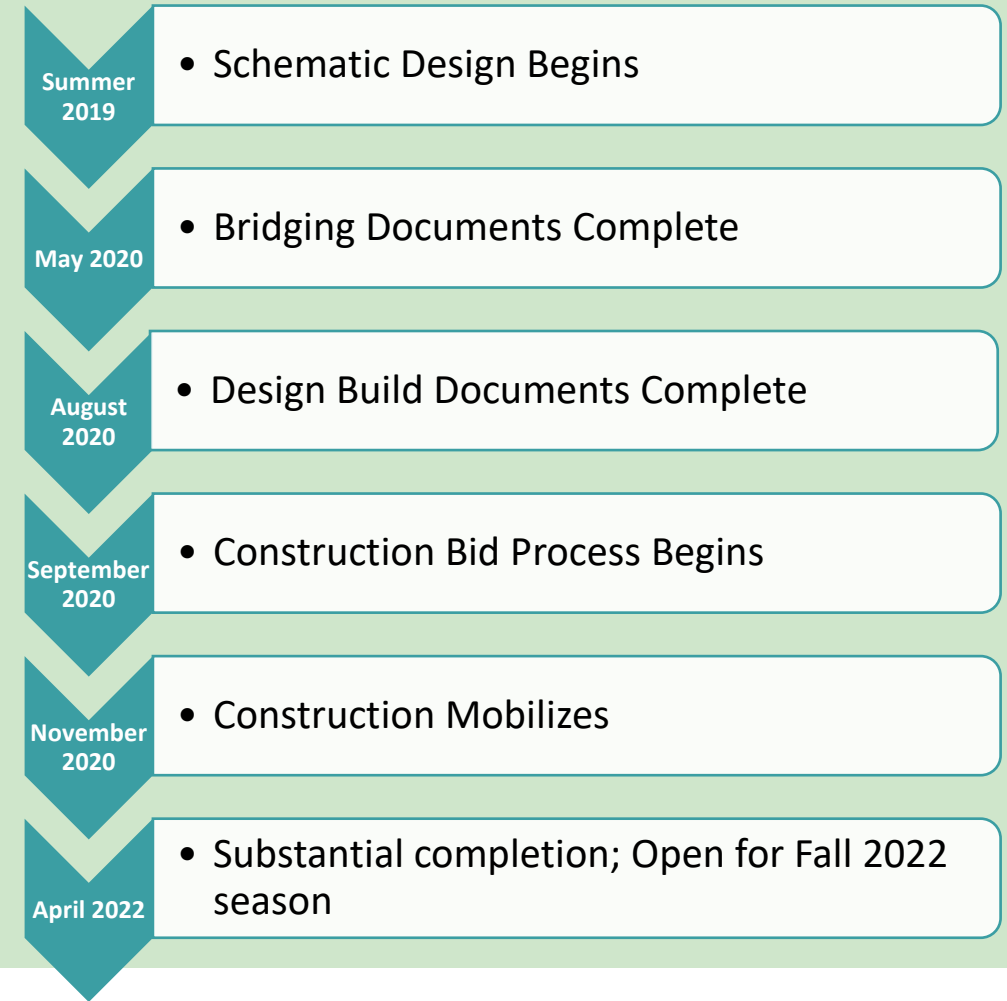 Summer
2019
• Schematic Design Begins
May 2020
• Bridging Documents Complete
August
2020
• Design Build Documents Complete
September
2020
• Construction Bid Process Begins
November
2020
• Construction Mobilizes
April 2022
• Substantial completion; Open for Fall 2022
season